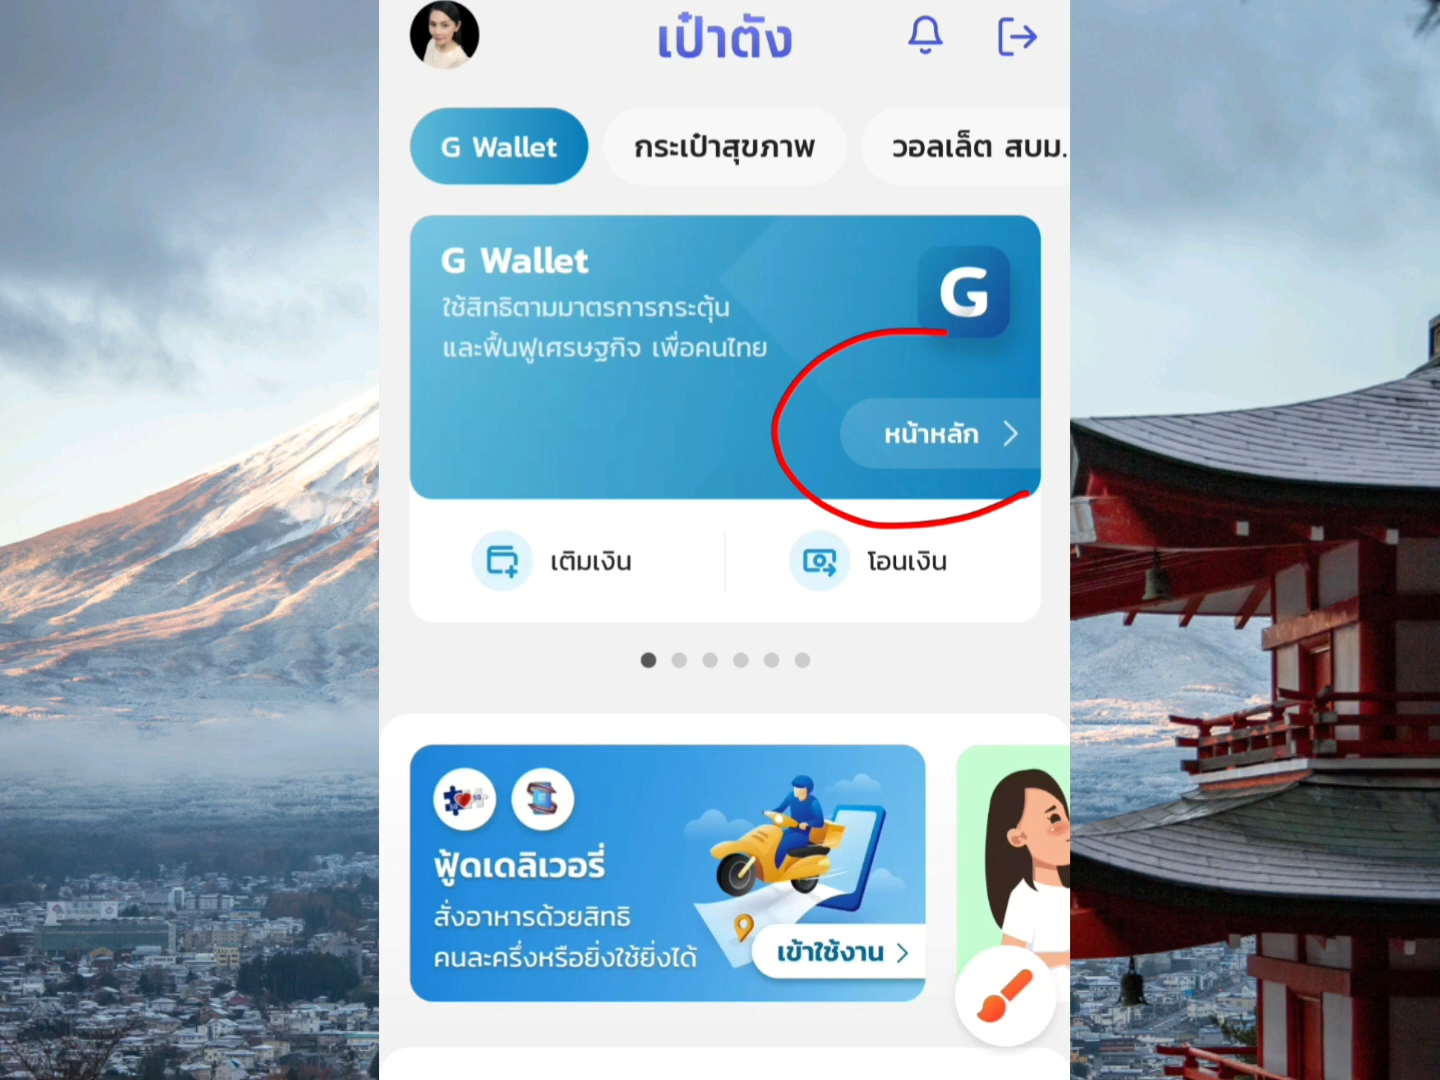 เป๋าตัง
G Wallet
กระเป๋าสุขภาพ
วอลเล็ต สบม.
G Wallet
G
ใช้สิทธิตามมาตรการกระตุ้น
และฟื้นฟูเศรษฐกิจ เพื่อคนไทย
หน้าหลัก
เติมเงิน
โอนเงิน
ฟู้ดเดลิเวอรี่
สั่งอาหารด้วยสิทธิ
คนละครึ่งหรือยิ่งใช้ยิ่งได้
เข้าใช้งาน